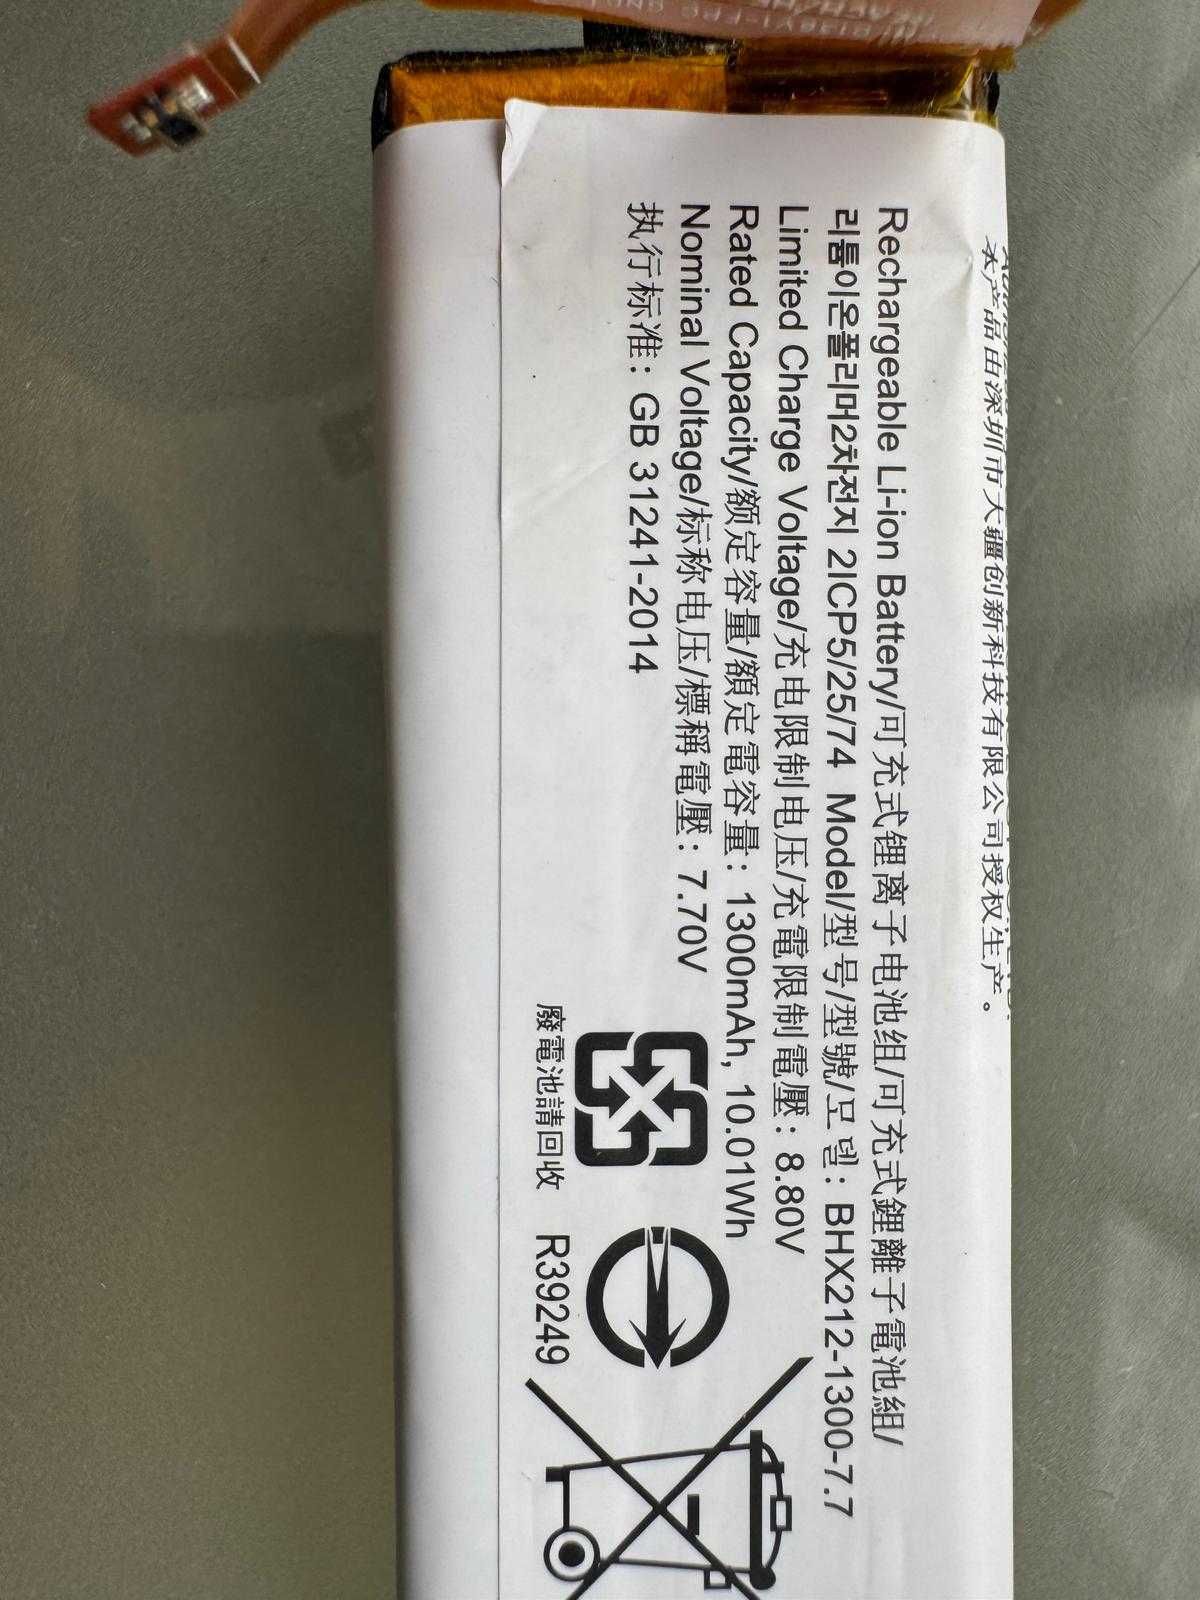 本产品由深圳市大疆创新科技有限公司授权生产。
Rechargeable Li-ion Battery/可充式锂离子电池组/可充式鋰離子電池組/
리튬이온폴리머2차전지 2ICP5/25/74 Model/型号/型號/모델: BHX212-1300-7.7
Limited Charge Voltage/充电限制电压/充電限制電壓: 8.80V
Rated Capacity/额定容量/額定電容量: 1300mAh, 10.01Wh
Nominal Voltage/标称电压/標稱電壓: 7.70V
执行标准: GB 31241-2014
廢電池請回收
R39249